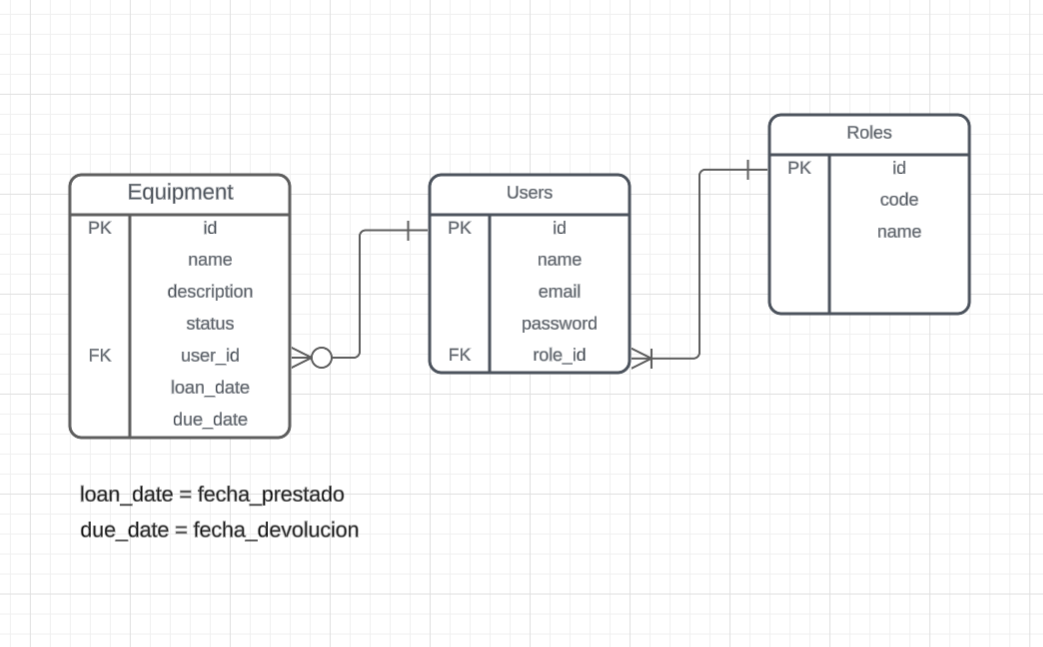 Equipment
PK id
name
description
status
FK user_id
loan_date
due_date
Users
PK id
name
email
password
FK role_id
Roles
PK id
code
name
loan_date = fecha_prestado
due_date = fecha_devolucion